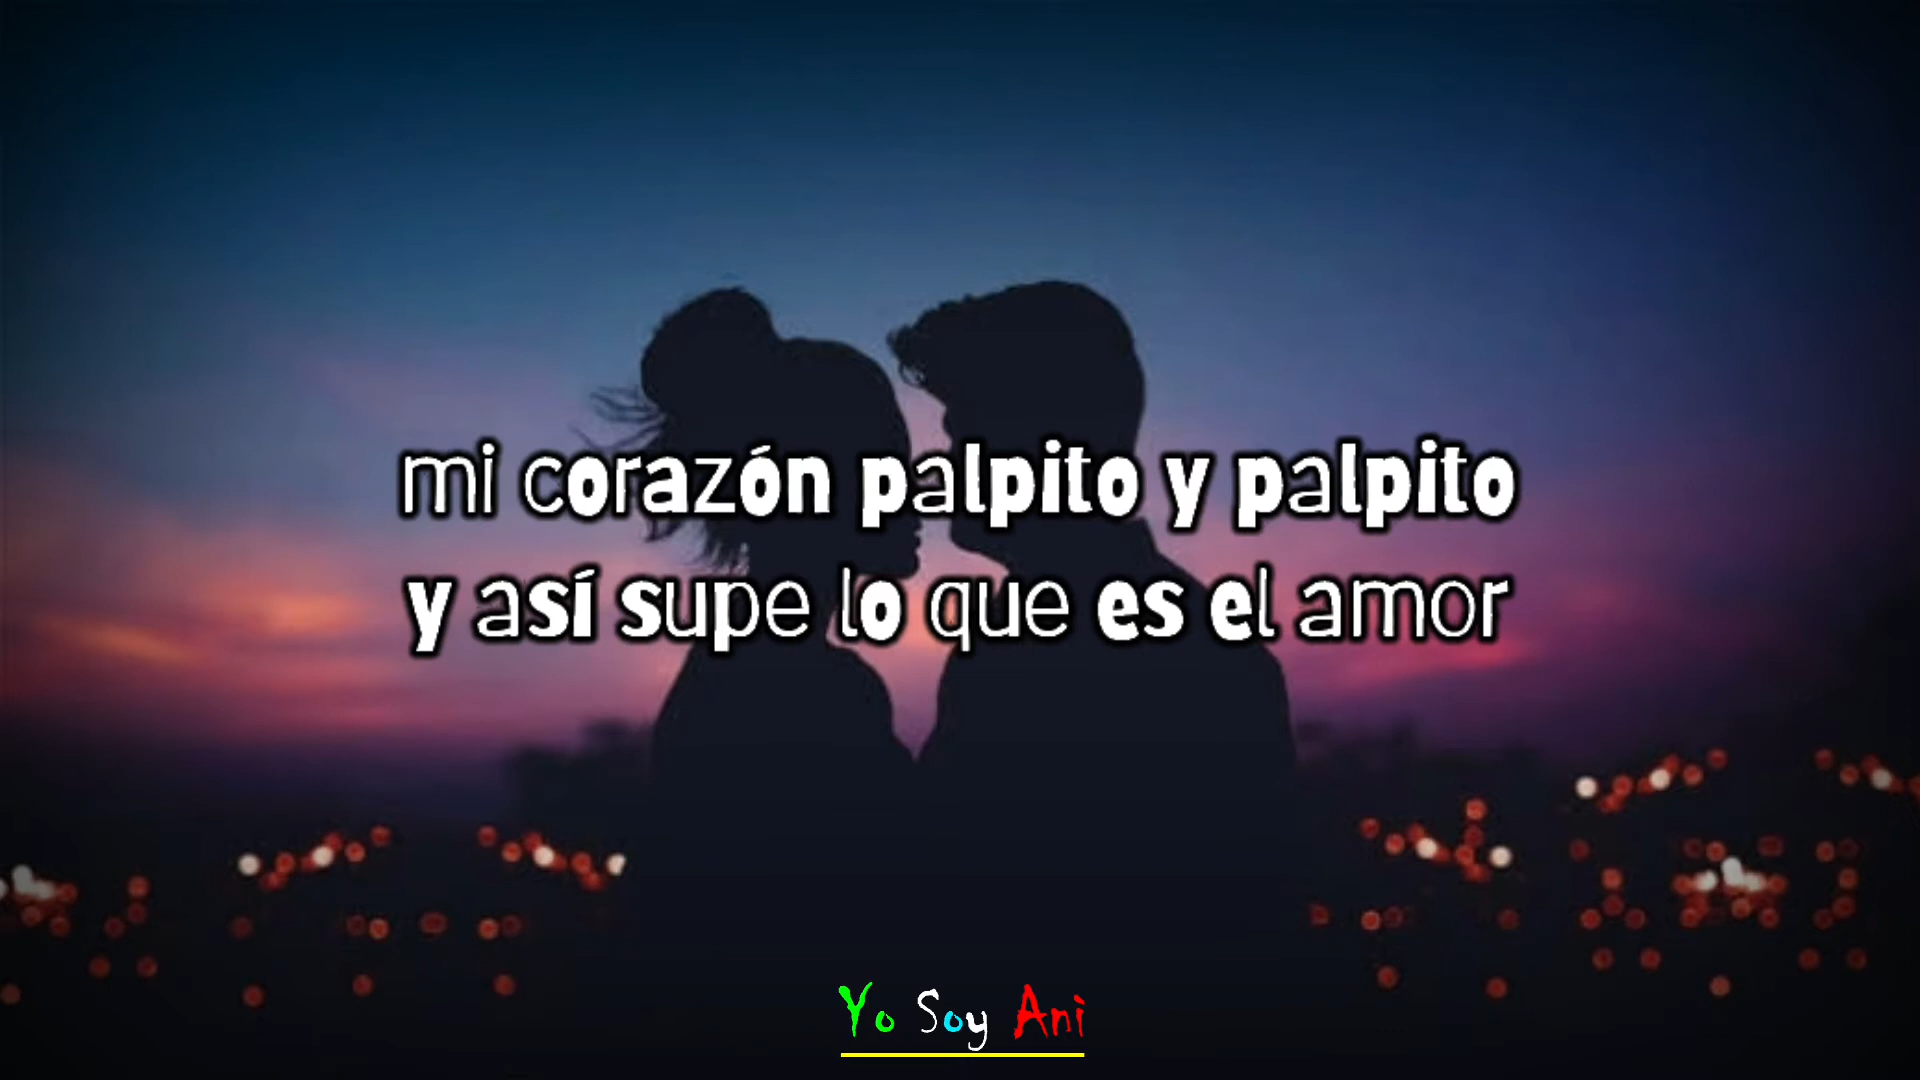 mi corazón palpito y palpito
y así supe lo que es el amor
Yo Soy Ani